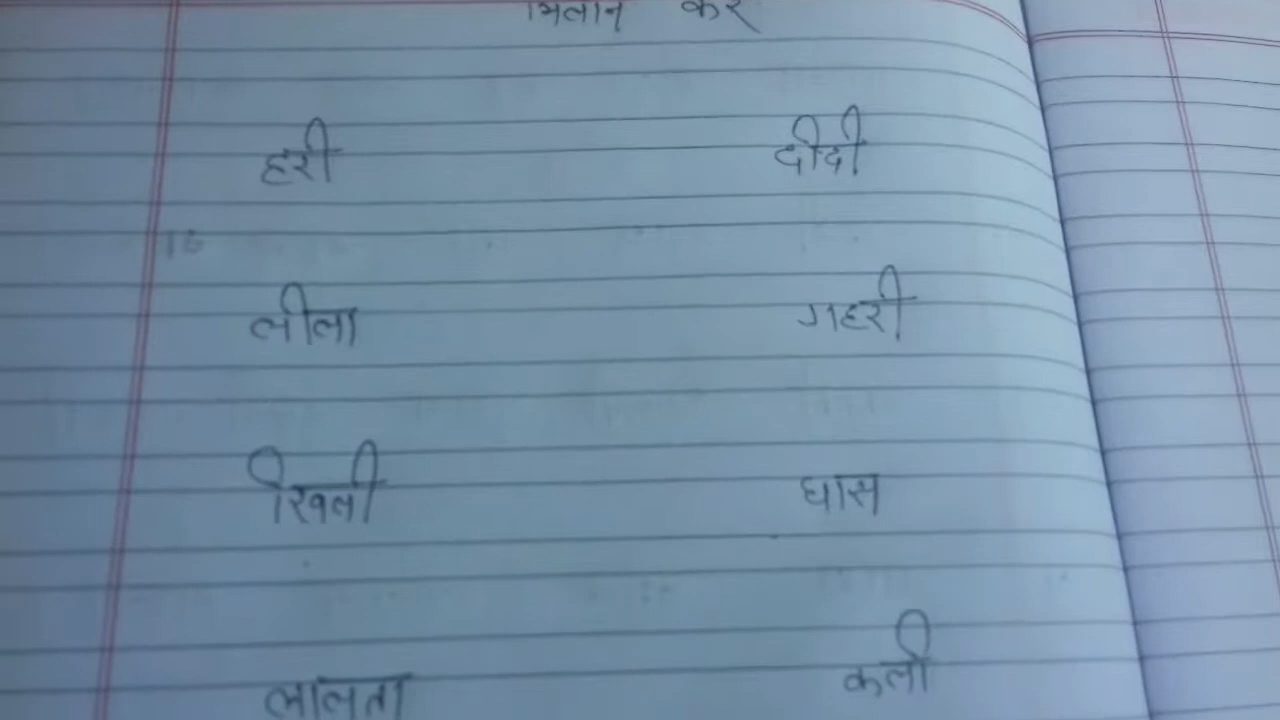 मिलान करे
हरी दीदी
लीला गहरी
खिली घास
कली